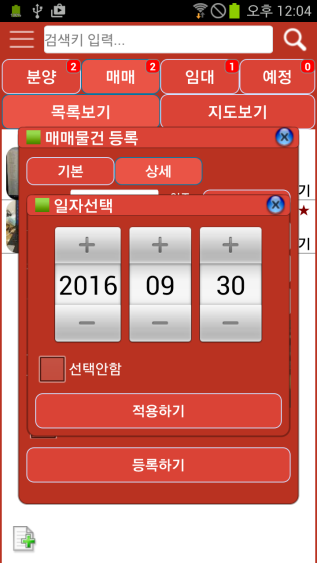 오후 12:04
검색키 입력...
분양 2 매매 2 임대 1 예정 0
목록보기 지도보기
매매물건 등록
기본 상세
기
일자선택
+ + +
2016 09 30
- - -
기
선택안함
적용하기
등록하기